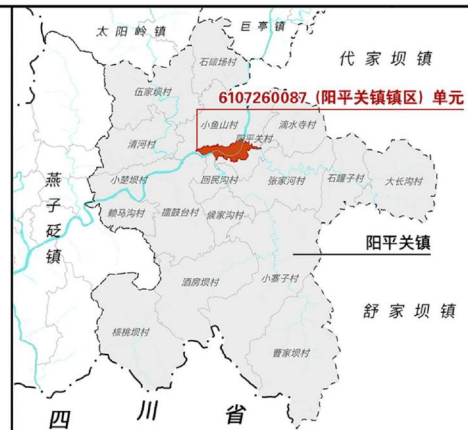 太阳岭镇
巨亭镇
代家坝镇
石垭场村
伍家坝村
6107260087（阳平关镇镇区）单元
小鱼山村
滴水寺村
阳平关村
清河村
燕子砭镇
小楚坝村
回民沟村
张家河村
石罐子村
大长沟村
赖马沟村
擂鼓台村
候家沟村
阳平关镇
酒房坝村
小寨子村
舒家坝镇
核桃坝村
曹家坝村
四川省